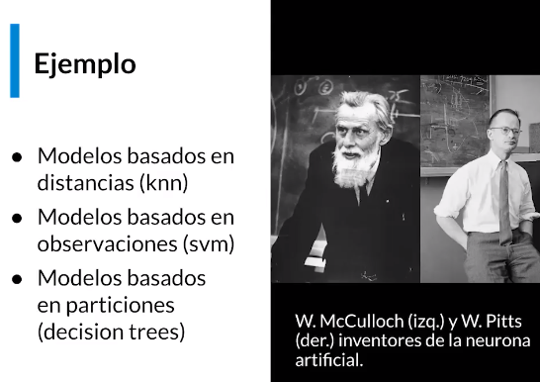 Ejemplo
● Modelos basados en
distancias (knn)
● Modelos basados en
observaciones (svm)
● Modelos basados
en particiones
(decision trees)
W. McCulloch (izq.) y W. Pitts
(der.) inventores de la neurona
artificial.